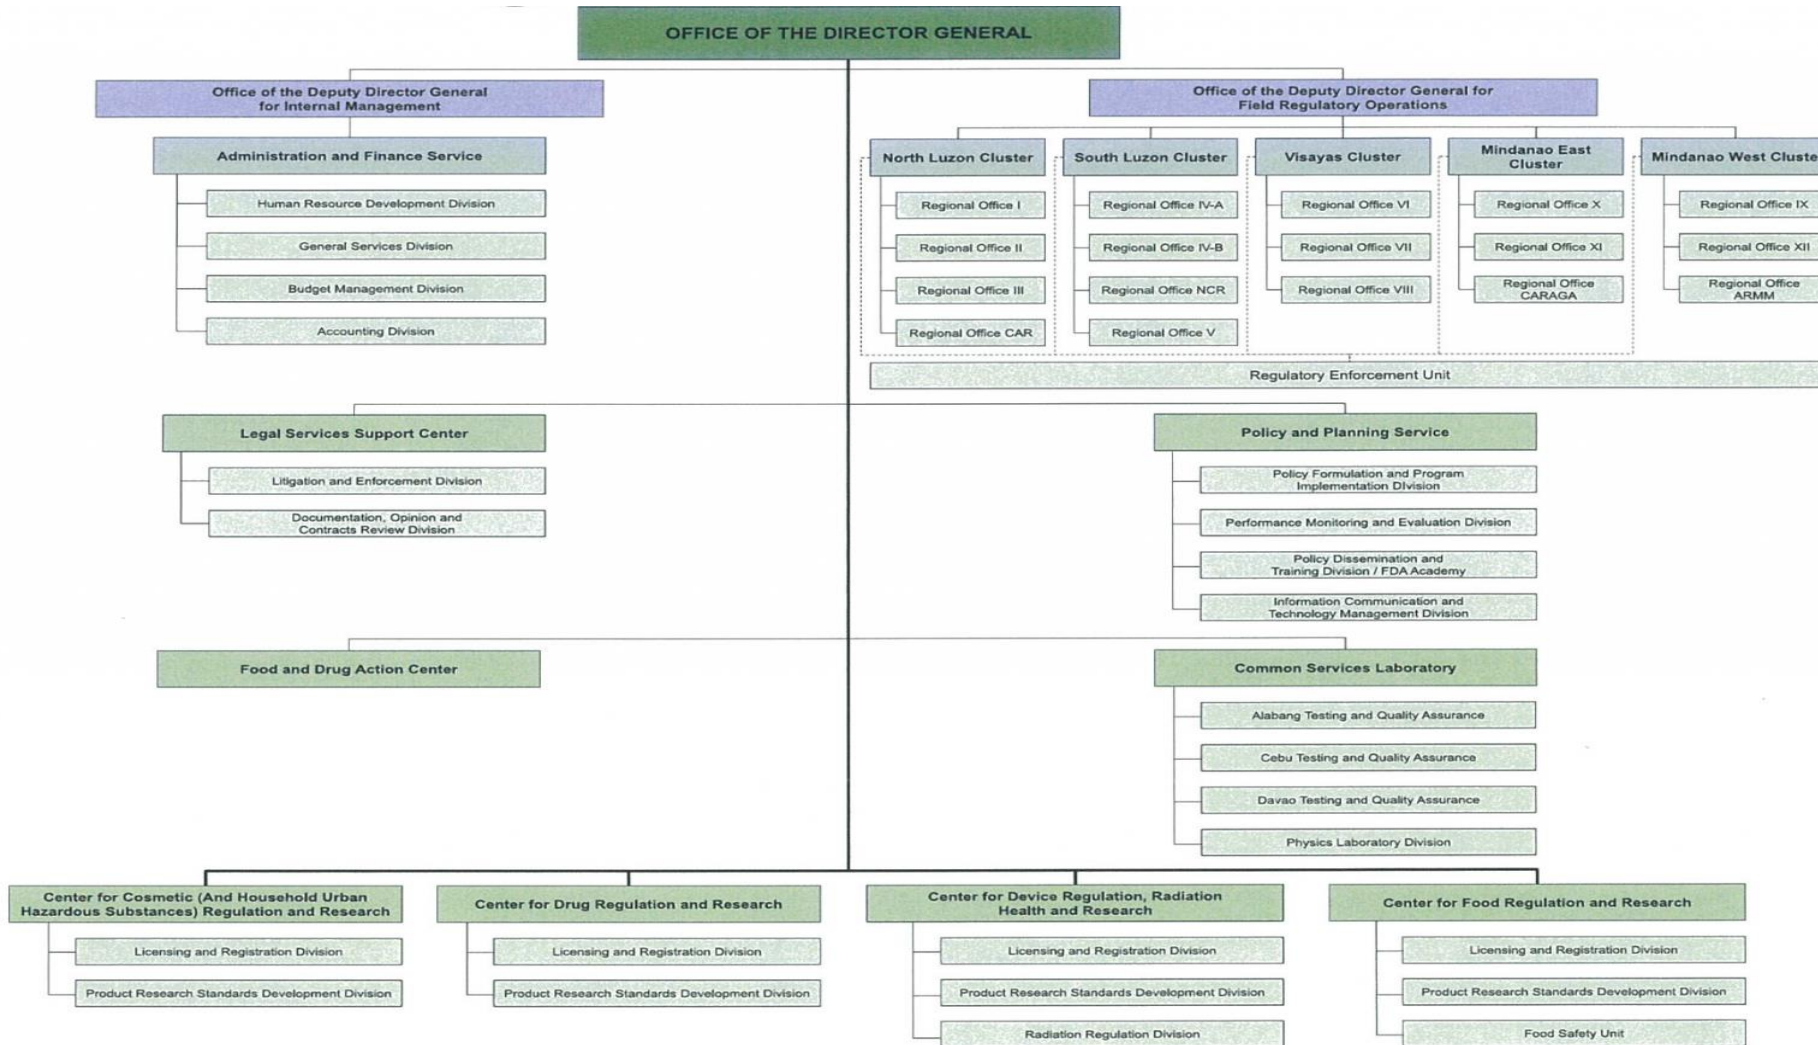 OFFICE OF THE DIRECTOR GENERAL
Office of the Deputy Director General
for Internal Management
Office of the Deputy Director General for
Field Regulatory Operations
Administration and Finance Service
Human Resource Development Division
General Services Division
Budget Management Division
Accounting Division
North Luzon Cluster
Regional Office I
Regional Office II
Regional Office III
Regional Office CAR
South Luzon Cluster
Regional Office IV-A
Regional Office IV-B
Regional Office NCR
Regional Office V
Visayas Cluster
Regional Office VI
Regional Office VII
Regional Office VIII
Mindanao East
Cluster
Regional Office X
Regional Office XI
Regional Office
CARAGA
Mindanao West Cluste
Regional Office IX
Regional Office XII
Regional Office
ARMM
Regulatory Enforcement Unit
Legal Services Support Center
Litigation and Enforcement Division
Documentation, Opinion and
Contracts Review Division
Policy and Planning Service
Policy Formulation and Program
Implementation DIvision
Performance Monitoring and Evaluation Division
Policy Dissemination and
Training Division / FDA Academy
Information Communication and
Technology Management Division
Food and Drug Action Center
Common Services Laboratory
Alabang Testing and Quality Assurance
Cebu Testing and Quality Assurance
Davao Testing and Quality Assurance
Physics Laboratory Division
Center for Cosmetic (And Household Urban
Hazardous Substances) Regulation and Research
Licensing and Registration Division
Product Research Standards Development Division
Center for Drug Regulation and Research
Licensing and Registration Division
Product Research Standards Development Division
Center for Device Regulation, Radiation
Health and Research
Licensing and Registration Division
Product Research Standards Development Division
Radiation Regulation Division
Center for Food Regulation and Research
Licensing and Registration Division
Product Research Standards Development Division
Food Safety Unit